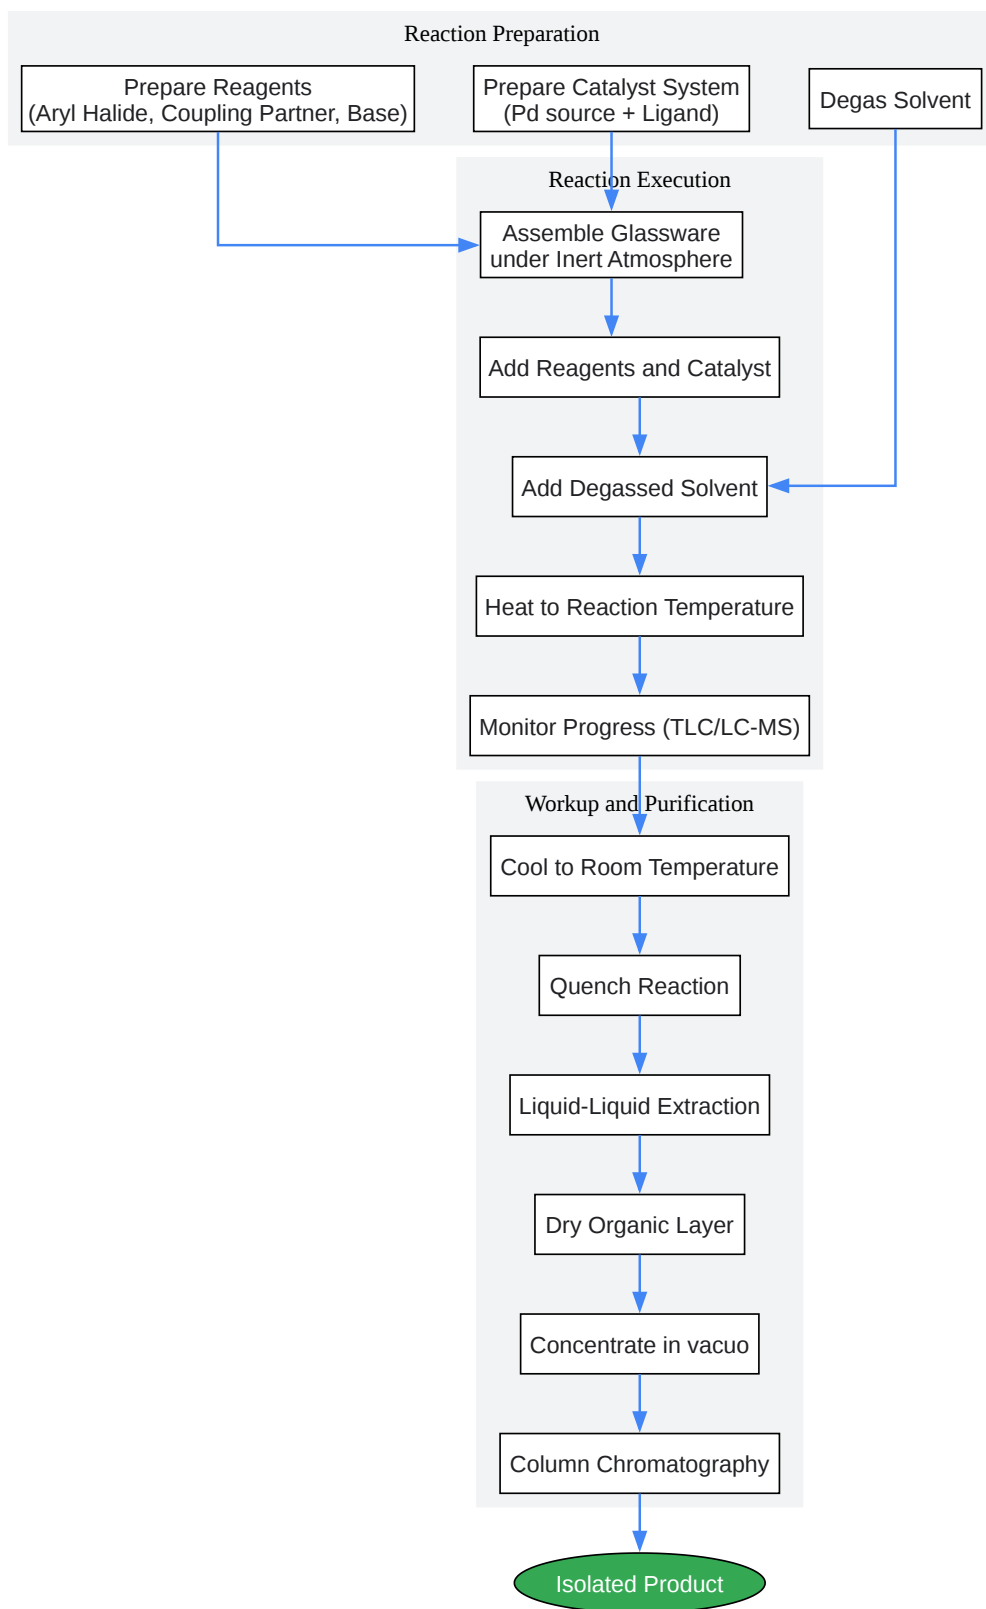 Reaction Preparation
Prepare Reagents
(Aryl Halide, Coupling Partner, Base)
Prepare Catalyst System
(Pd source + Ligand)
Degas Solvent
Reaction Execution
Assemble Glassware
under Inert Atmosphere
Add Reagents and Catalyst
Add Degassed Solvent
Heat to Reaction Temperature
Monitor Progress (TLC/LC-MS)
Workup and Purification
Cool to Room Temperature
Quench Reaction
Liquid-Liquid Extraction
Dry Organic Layer
Concentrate in vacuo
Column Chromatography
Isolated Product